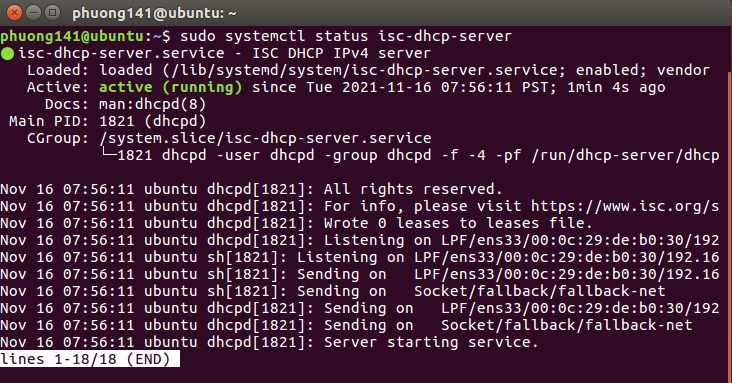 phuong141@ubuntu: ~
phuong141@ubuntu:~$ sudo systemctl status isc-dhcp-server
● isc-dhcp-server.service - ISC DHCP IPv4 server
   Loaded: loaded (/lib/systemd/system/isc-dhcp-server.service; enabled; vendor
   Active: active (running) since Tue 2021-11-16 07:56:11 PST; 1min 4s ago
     Docs: man:dhcpd(8)
 Main PID: 1821 (dhcpd)
   CGroup: /system.slice/isc-dhcp-server.service
           └─1821 dhcpd -user dhcpd -group dhcpd -f -4 -pf /run/dhcp-server/dhcp
Nov 16 07:56:11 ubuntu dhcpd[1821]: All rights reserved.
Nov 16 07:56:11 ubuntu dhcpd[1821]: For info, please visit https://www.isc.org/s
Nov 16 07:56:11 ubuntu dhcpd[1821]: Wrote 0 leases to leases file.
Nov 16 07:56:11 ubuntu dhcpd[1821]: Listening on LPF/ens33/00:0c:29:de:b0:30/192
Nov 16 07:56:11 ubuntu sh[1821]: Listening on LPF/ens33/00:0c:29:de:b0:30/192.16
Nov 16 07:56:11 ubuntu sh[1821]: Sending on   LPF/ens33/00:0c:29:de:b0:30/192.16
Nov 16 07:56:11 ubuntu sh[1821]: Sending on   Socket/fallback/fallback-net
Nov 16 07:56:11 ubuntu dhcpd[1821]: Sending on   LPF/ens33/00:0c:29:de:b0:30/192
Nov 16 07:56:11 ubuntu dhcpd[1821]: Sending on   Socket/fallback/fallback-net
Nov 16 07:56:11 ubuntu dhcpd[1821]: Server starting service.
lines 1-18/18 (END)